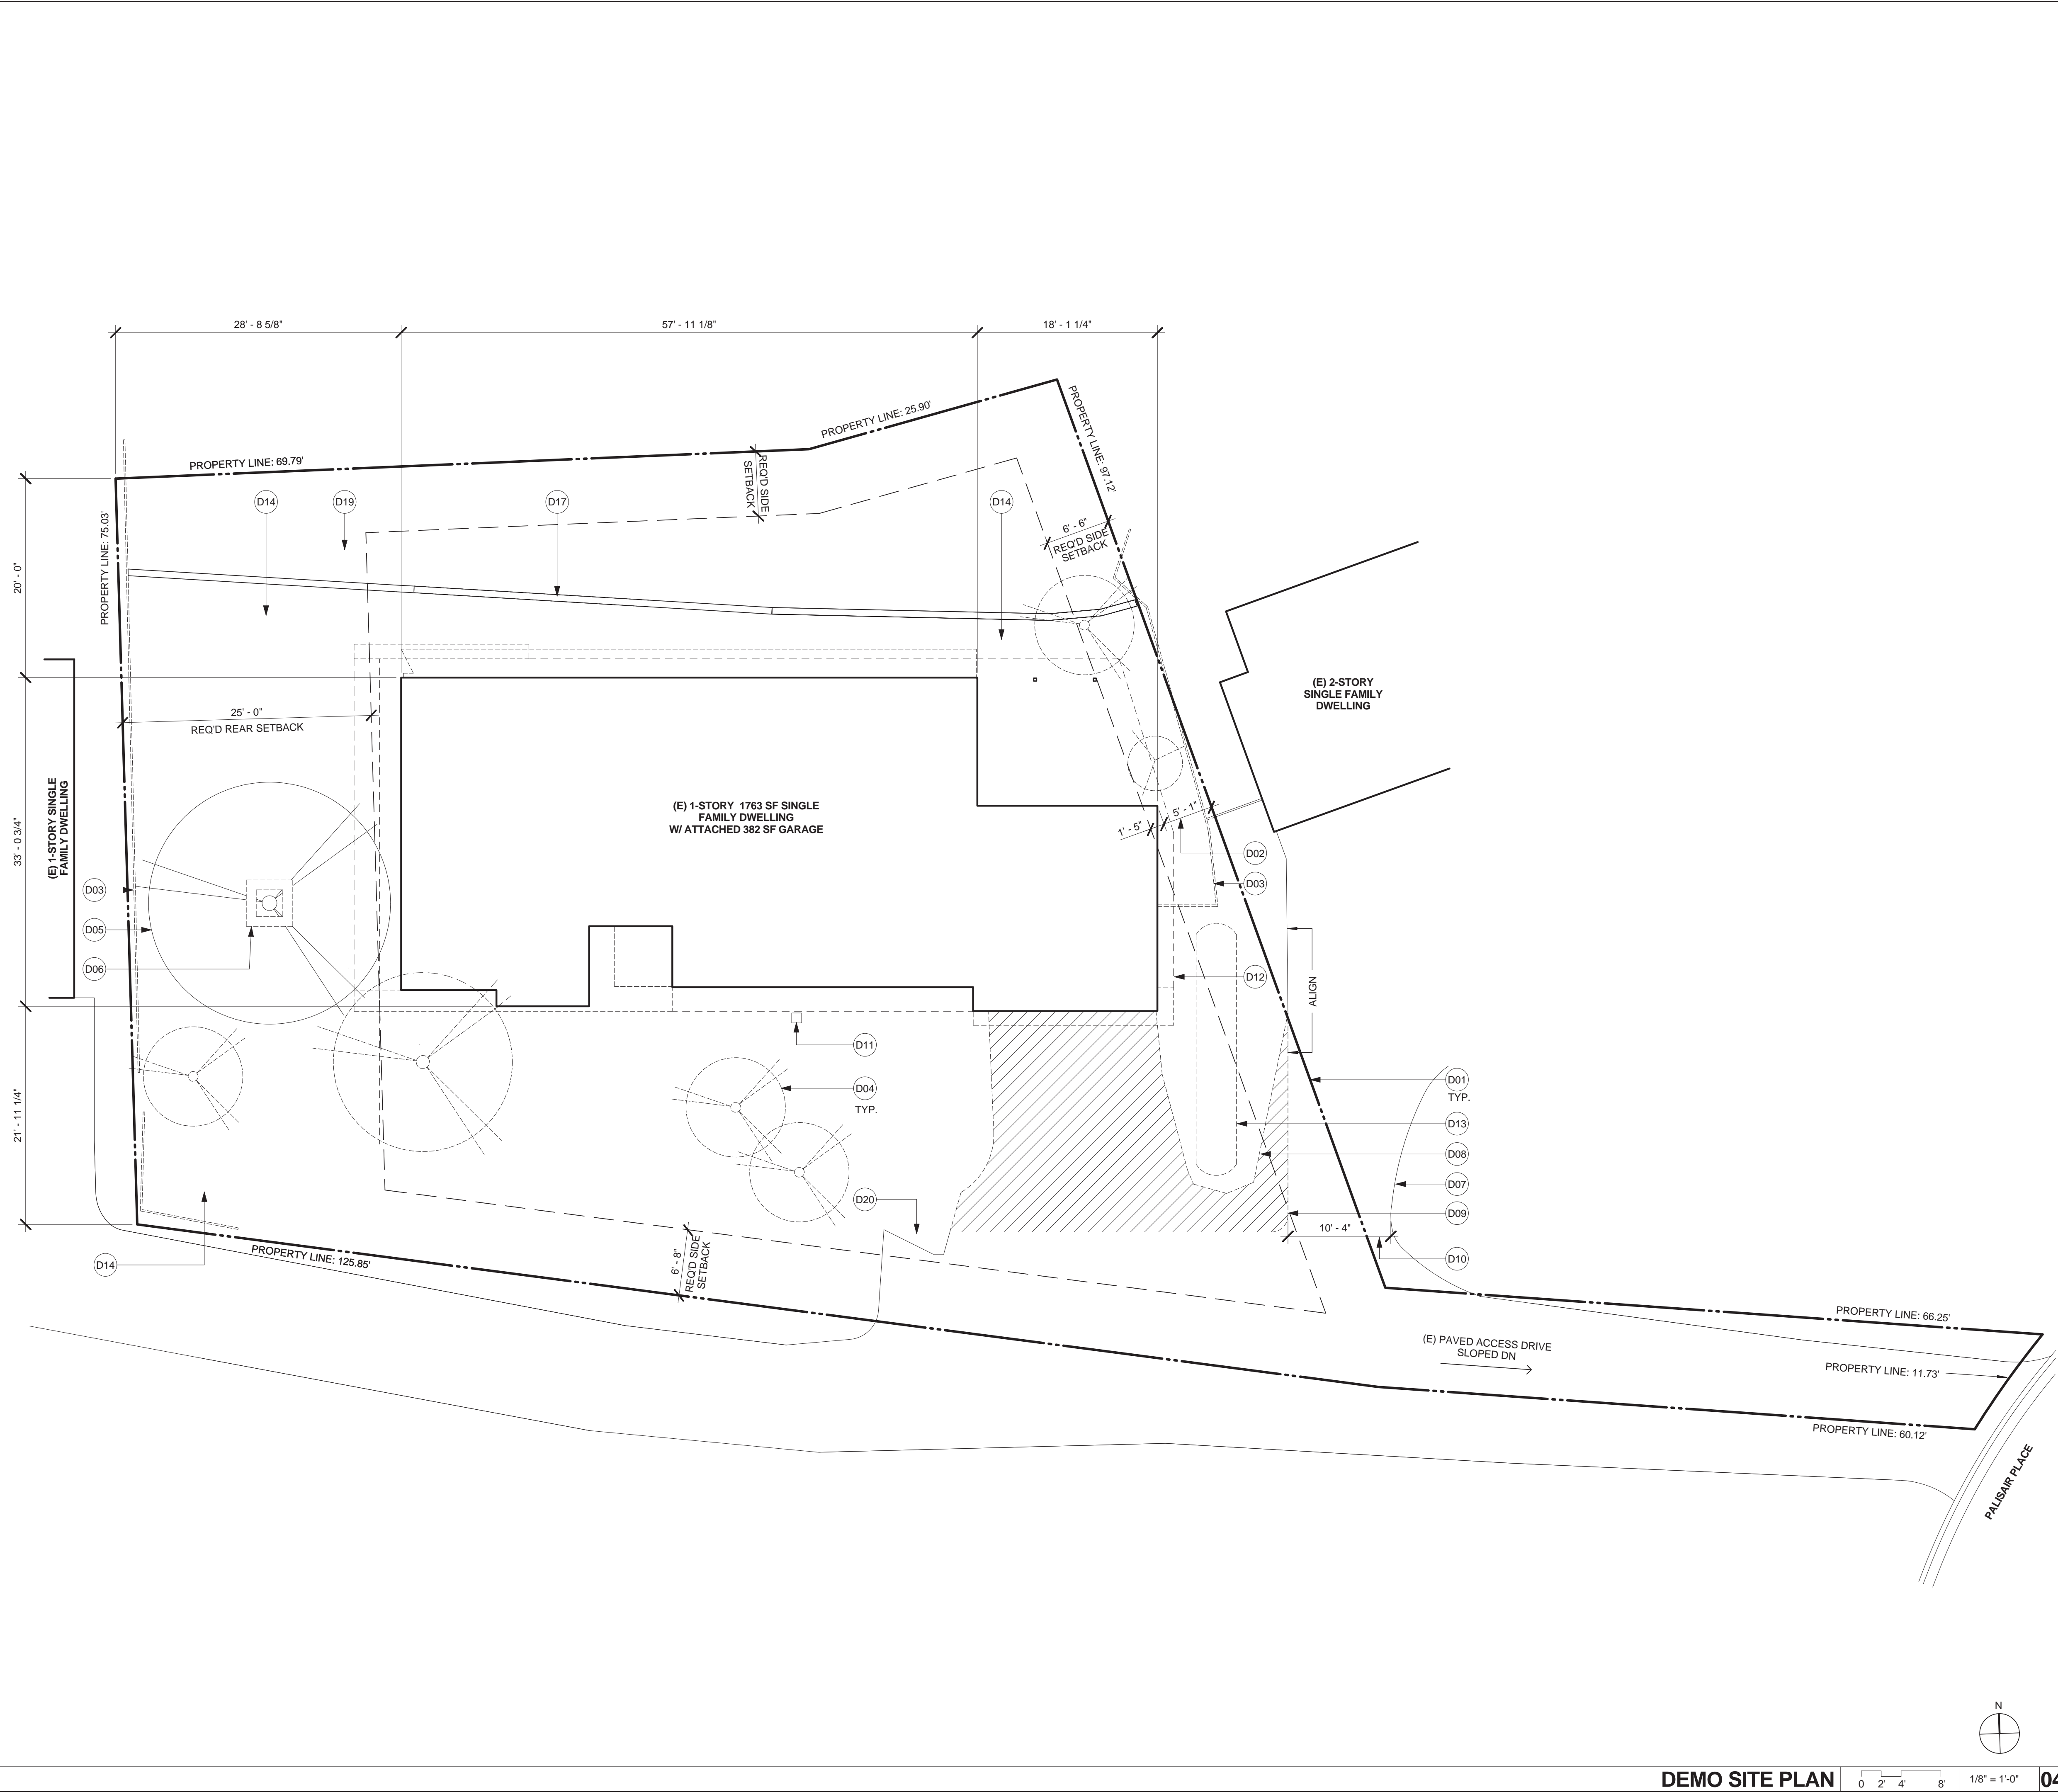 28' - 8 5/8"
57' - 11 1/8"
18' - 1 1/4"
PROPERTY LINE: 69.79'
PROPERTY LINE: 25.90'
PROPERTY LINE: 97.12'
PROPERTY LINE: 75.03'
REQ'D SIDE
SETBACK
D14
D19
D17
D14
6' - 6"
REQ'D SIDE
SETBACK
20' - 0"
(E) 2-STORY
SINGLE FAMILY
DWELLING
25' - 0"
REQ'D REAR SETBACK
(E) 1-STORY SINGLE
FAMILY DWELLING
33' - 0 3/4"
(E) 1-STORY 1763 SF SINGLE
FAMILY DWELLING
W/ ATTACHED 382 SF GARAGE
1' - 5"
5' - 1"
D02
D03
D03
D05
D06
D12
ALIGN
D11
D04
TYP.
D01
TYP.
D13
D08
D07
D09
D10
D20
10' - 4"
21' - 11 1/4"
D14
PROPERTY LINE: 125.85'
6' - 8"
REQ'D SIDE
SETBACK
PROPERTY LINE: 66.25'
(E) PAVED ACCESS DRIVE
SLOPED DN
PROPERTY LINE: 11.73'
PROPERTY LINE: 60.12'
PALISAIR PLACE
N
DEMO SITE PLAN
0 2' 4' 8'
1/8" = 1'-0"
04